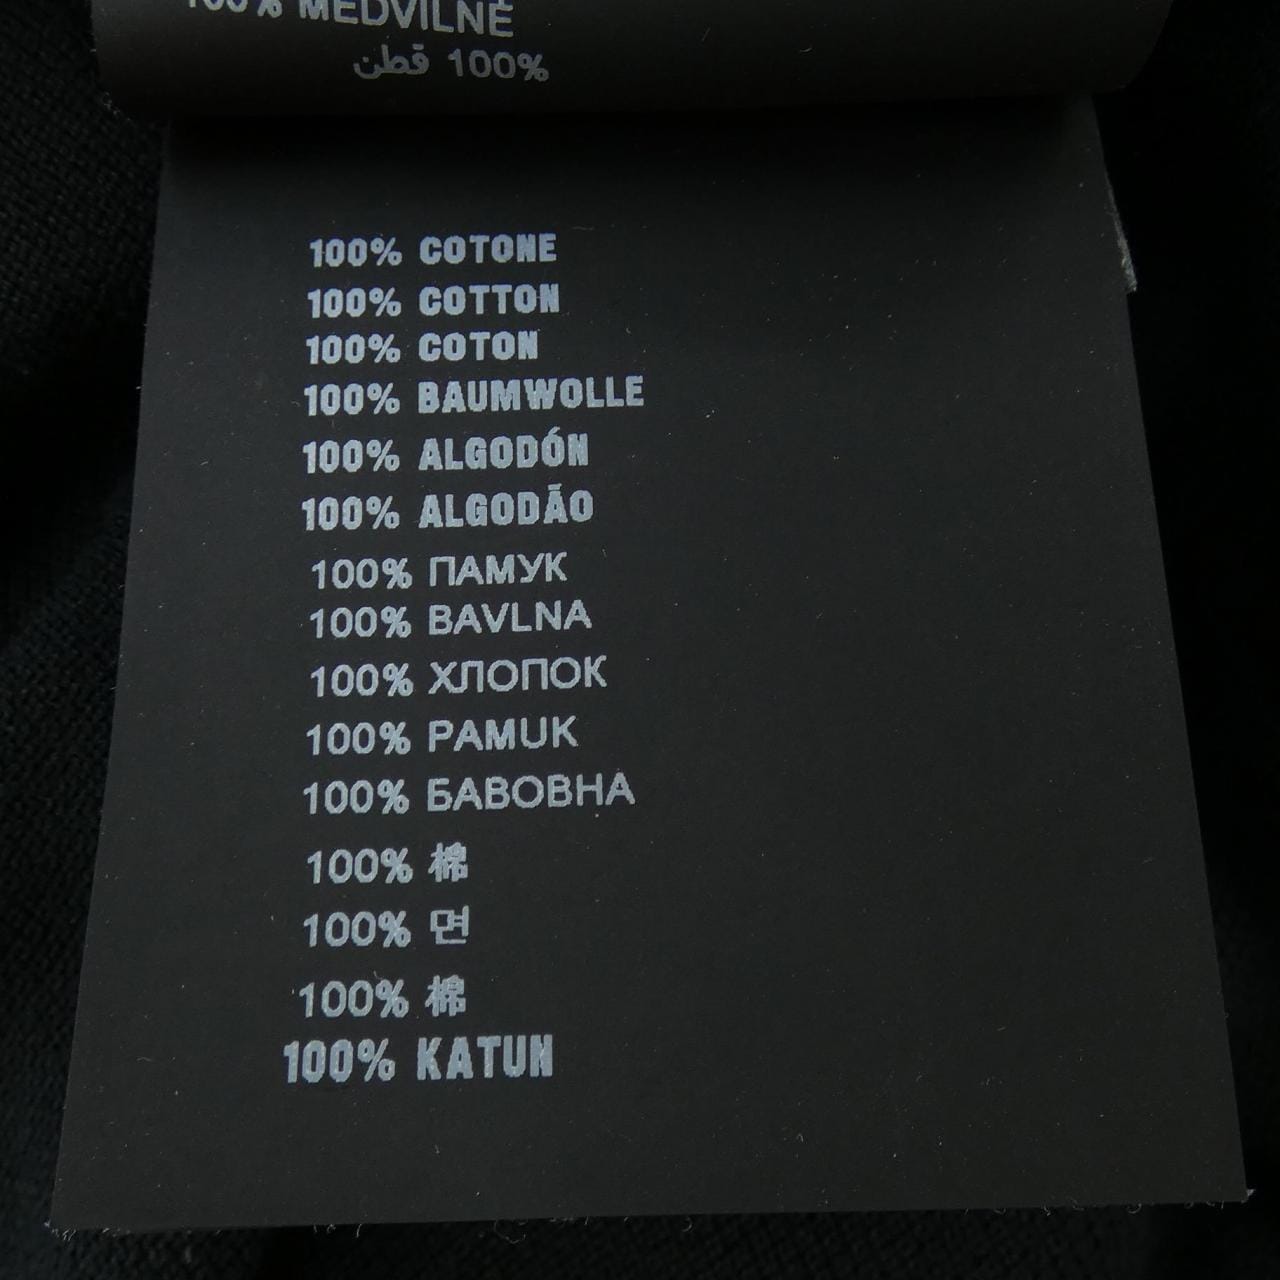 100% MEDVILNĖ
100% قطن
100% COTONE
100% COTTON
100% COTON
100% BAUMWOLLE
100% ALGODÓN
100% ALGODÃO
100% ПАМУК
100% BAVLNA
100% ХЛОПОК
100% PAMUK
100% БАВОВНА
100% 棉
100% 면
100% 棉
100% KATUN